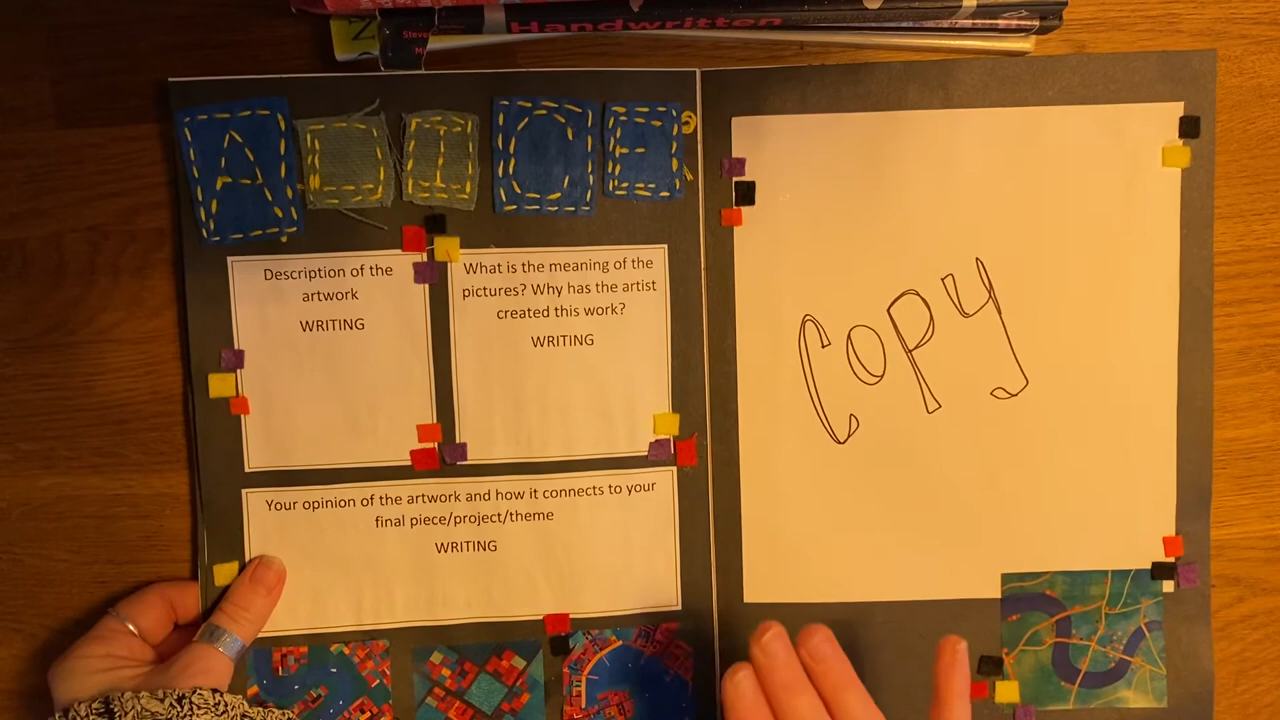 Handwritten
Steve
ALICE
Description of the
artwork
WRITING
What is the meaning of the
pictures? Why has the artist
created this work?
WRITING
Your opinion of the artwork and how it connects to your
final piece/project/theme
WRITING
Copy